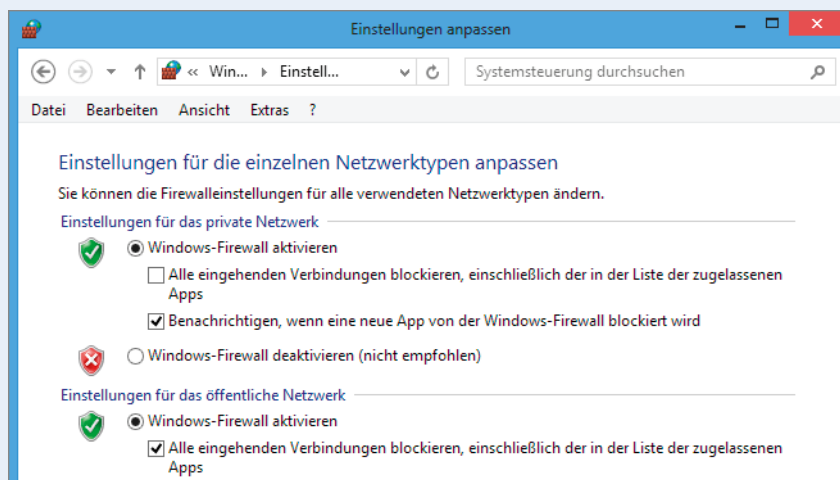 Einstellungen anpassen
« Win... Einstell... Systemsteuerung durchsuchen
Datei Bearbeiten Ansicht Extras ?
Einstellungen für die einzelnen Netzwerktypen anpassen
Sie können die Firewalleinstellungen für alle verwendeten Netzwerktypen ändern.
Einstellungen für das private Netzwerk
Windows-Firewall aktivieren
Alle eingehenden Verbindungen blockieren, einschließlich der in der Liste der zugelassenen
Apps
Benachrichtigen, wenn eine neue App von der Windows-Firewall blockiert wird
Windows-Firewall deaktivieren (nicht empfohlen)
Einstellungen für das öffentliche Netzwerk
Windows-Firewall aktivieren
Alle eingehenden Verbindungen blockieren, einschließlich der in der Liste der zugelassenen
Apps